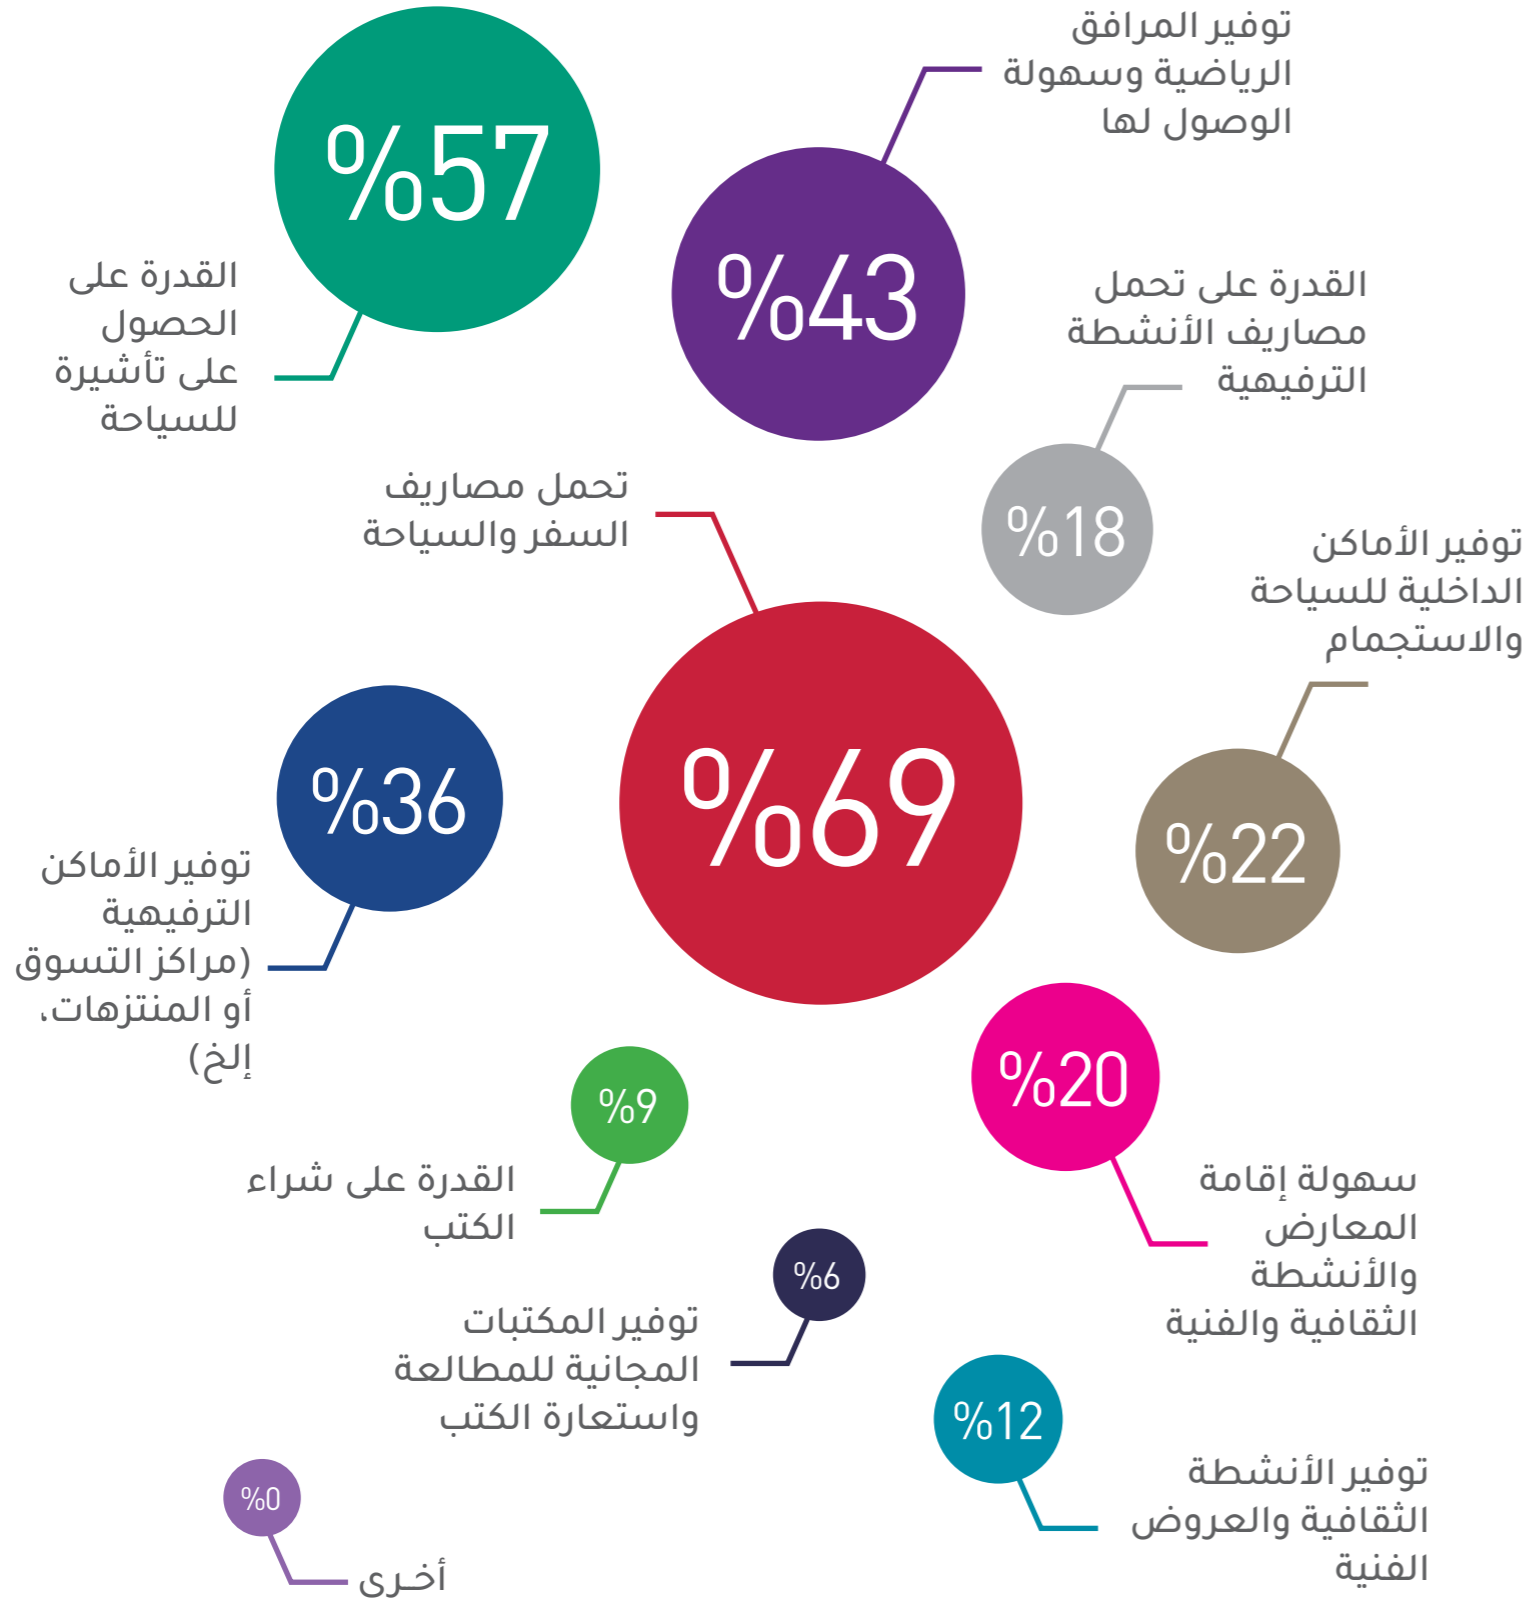 %57
القدرة على
الحصول
على تأشيرة
للسياحة
توفير المرافق
الرياضية وسهولة
الوصول لها
%43
القدرة على تحمل
مصاريف الأنشطة
الترفيهية
%18
تحمل مصاريف
السفر والسياحة
%69
توفير الأماكن
الداخلية للسياحة
والاستجمام
%22
%36
توفير الأماكن
الترفيهية
(مراكز التسوق
أو المنتزهات،
إلخ)
%20
سهولة إقامة
المعارض
والأنشطة
الثقافية والفنية
%9
القدرة على شراء
الكتب
%6
توفير المكتبات
المجانية للمطالعة
واستعارة الكتب
%12
توفير الأنشطة
الثقافية والعروض
الفنية
%0
أخـرى